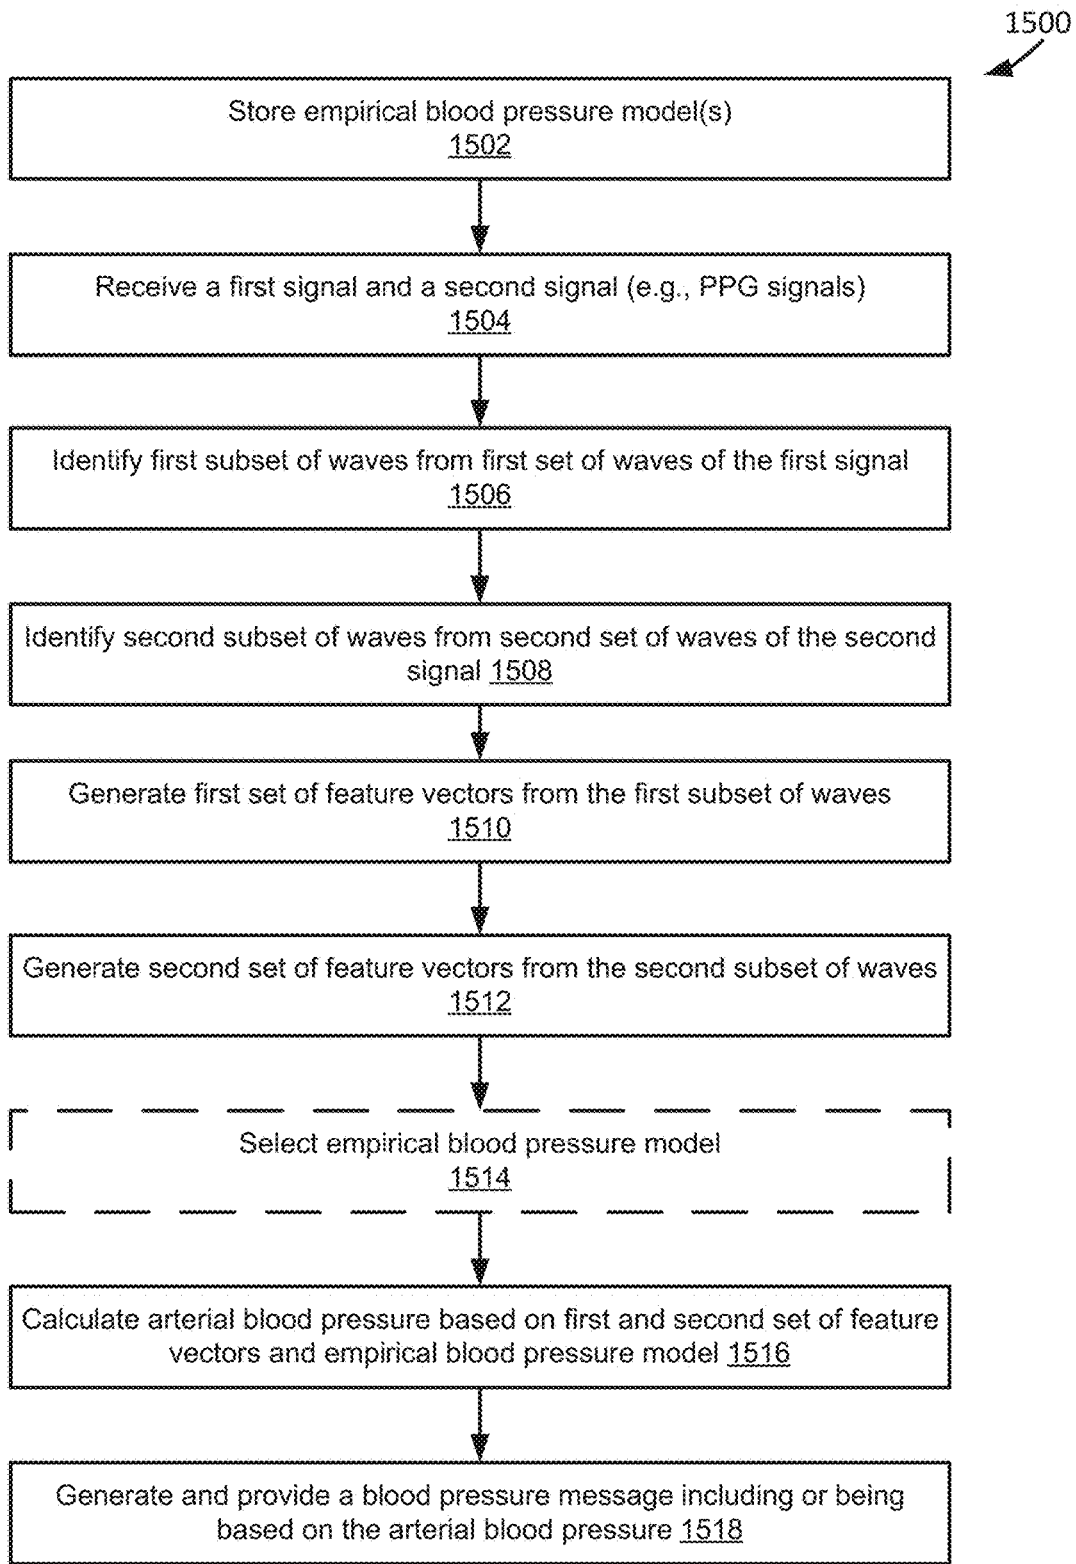 1500
Store empirical blood pressure model(s)
1502
Receive a first signal and a second signal (e.g., PPG signals)
1504
Identify first subset of waves from first set of waves of the first signal
1506
Identify second subset of waves from second set of waves of the second
signal 1508
Generate first set of feature vectors from the first subset of waves
1510
Generate second set of feature vectors from the second subset of waves
1512
Select empirical blood pressure model
1514
Calculate arterial blood pressure based on first and second set of feature
vectors and empirical blood pressure model 1516
Generate and provide a blood pressure message including or being
based on the arterial blood pressure 1518